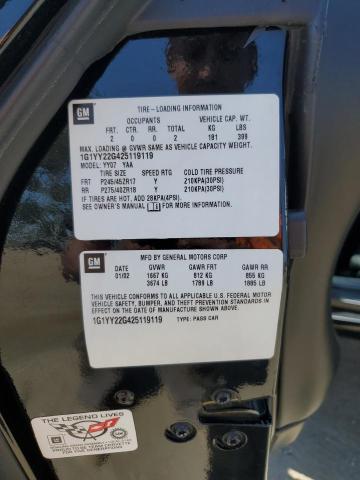 GM
TIRE-LOADING INFORMATION
OCCUPANTS VEHICLE CAP. WT.
FRT. CTR. RR. TOTAL KG LBS
2 0 0 2 181 399
MAX. LOADING @ GVWR SAME AS VEHICLE CAPACITY WEIGHT.
1G1YY22G425119119
MODEL: YY07 YAA
TIRE SIZE SPEED RTG COLD TIRE PRESSURE
FRT P245/45ZR17 Y 210KPA(30PSI)
RR P275/40ZR18 Y 210KPA(30PSI)
IF TIRES ARE HOT, ADD 28KPA(4PSI).
SEE OWNER'S MANUAL FOR MORE INFORMATION.
GM
MFD BY GENERAL MOTORS CORP
DATE GVWR GAWR FRT GAWR RR
01/02 1667 KG 812 KG 855 KG
3674 LB 1789 LB 1885 LB
THIS VEHICLE CONFORMS TO ALL APPLICABLE U.S. FEDERAL MOTOR
VEHICLE SAFETY, BUMPER, AND THEFT PREVENTION STANDARDS IN
EFFECT ON THE DATE OF MANUFACTURE SHOWN ABOVE.
1G1YY22G425119119 TYPE: PASS CAR
THE LEGEND LIVES
GM